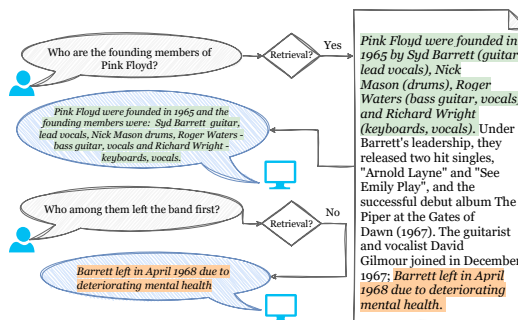 Who are the founding members of
Pink Floyd?
Retrieval?
Yes
Pink Floyd were founded in 1965 and the
founding members were: Syd Barrett guitar,
lead vocals, Nick Mason drums, Roger Waters -
bass guitar, vocals and Richard Wright -
keyboards, vocals.
Who among them left the band first?
Retrieval?
No
Barrett left in April 1968 due to
deteriorating mental health
Pink Floyd were founded in
1965 by Syd Barrett (guitar,
lead vocals), Nick
Mason (drums), Roger
Waters (bass guitar, vocals)
and Richard Wright
(keyboards, vocals). Under
Barrett's leadership, they
released two hit singles,
"Arnold Layne" and "See
Emily Play", and the
successful debut album The
Piper at the Gates of
Dawn (1967). The guitarist
and vocalist David
Gilmour joined in December
1967; Barrett left in April
1968 due to deteriorating
mental health.